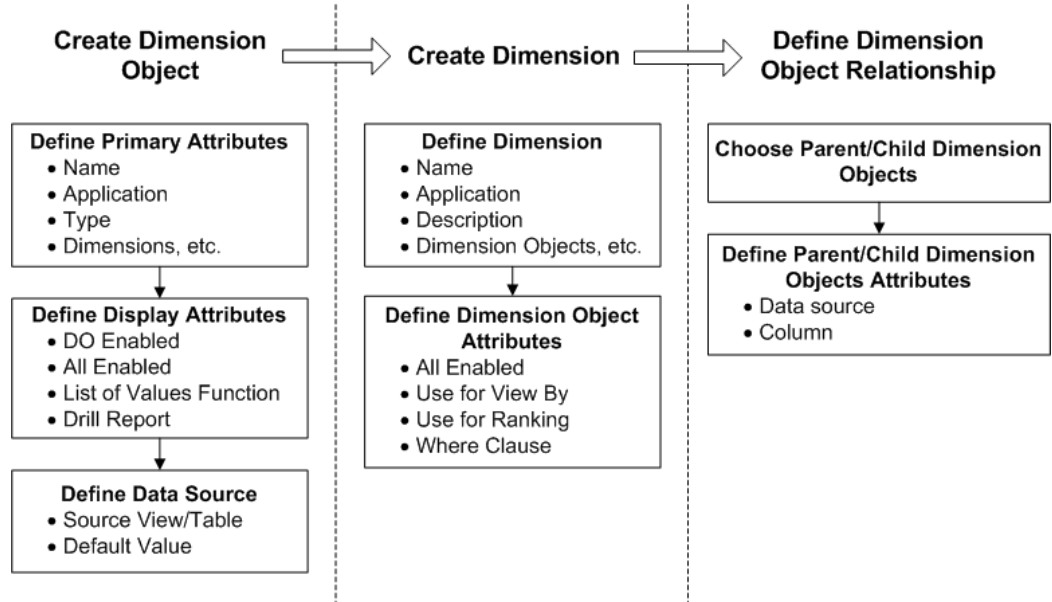 Create Dimension
Object
Create Dimension
Define Dimension
Object Relationship
Define Primary Attributes
• Name
• Application
• Type
• Dimensions, etc.
Define Display Attributes
• DO Enabled
• All Enabled
• List of Values Function
• Drill Report
Define Data Source
• Source View/Table
• Default Value
Define Dimension
• Name
• Application
• Description
• Dimension Objects, etc.
Define Dimension Object
Attributes
• All Enabled
• Use for View By
• Use for Ranking
• Where Clause
Choose Parent/Child Dimension
Objects
Define Parent/Child Dimension
Objects Attributes
• Data source
• Column